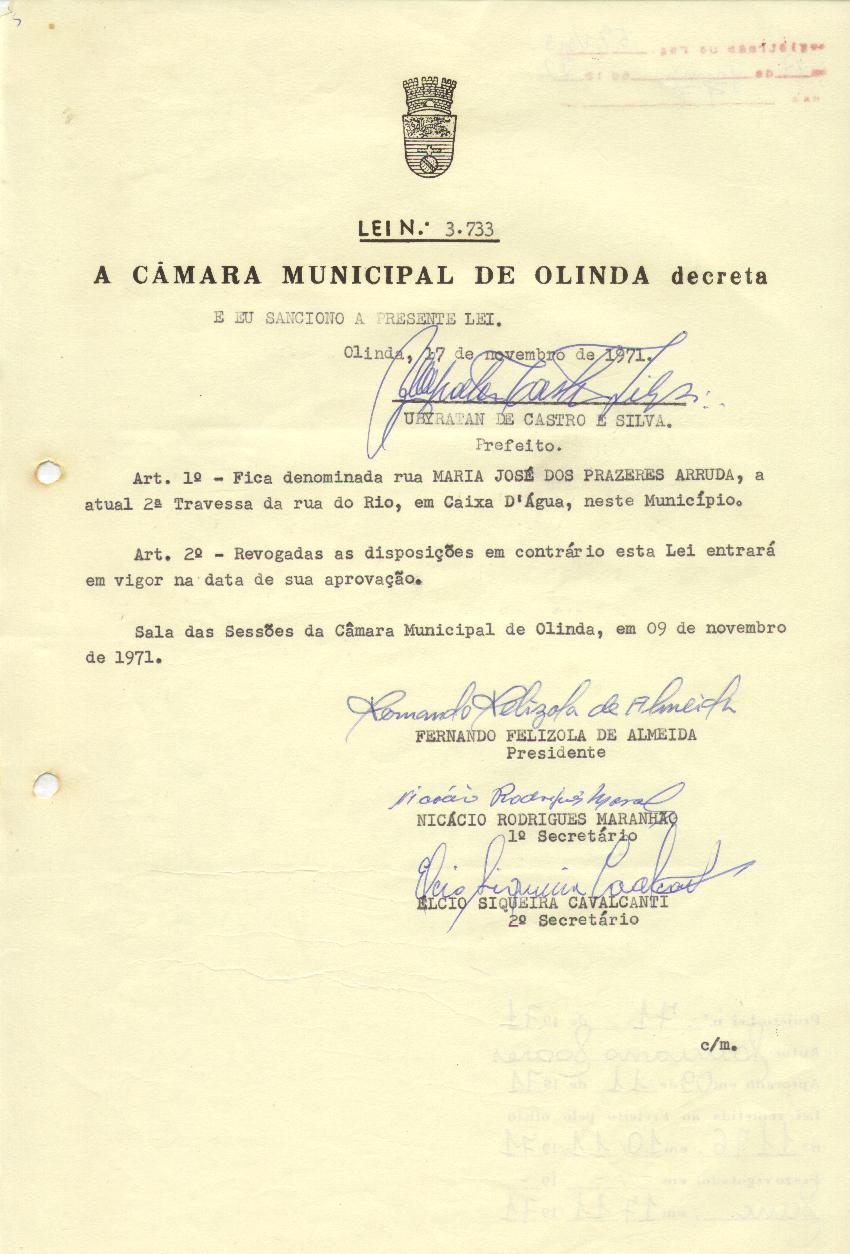 LEI N.º 3.733
A CÂMARA MUNICIPAL DE OLINDA decreta
E EU SANCIONO A PRESENTE LEI.
Olinda, 17 de novembro de 1971.
UBYRATAN DE CASTRO E SILVA.
Prefeito.
Art. 1º - Fica denominada rua MARIA JOSÉ DOS PRAZERES ARRUDA, a
atual 2ª Travessa da rua do Rio, em Caixa D'Água, neste Município.
Art. 2º - Revogadas as disposições em contrário esta Lei entrará
em vigor na data de sua aprovação.
Sala das Sessões da Câmara Municipal de Olinda, em 09 de novembro
de 1971.
Fernando Felizola de Almeida
FERNANDO FELIZOLA DE ALMEIDA
Presidente
NICÁCIO RODRIGUES MARANHÃO
1º Secretário
Elcio Siqueira Cavalcanti
ÉLCIO SIQUEIRA CAVALCANTI
2º Secretário
c/m.